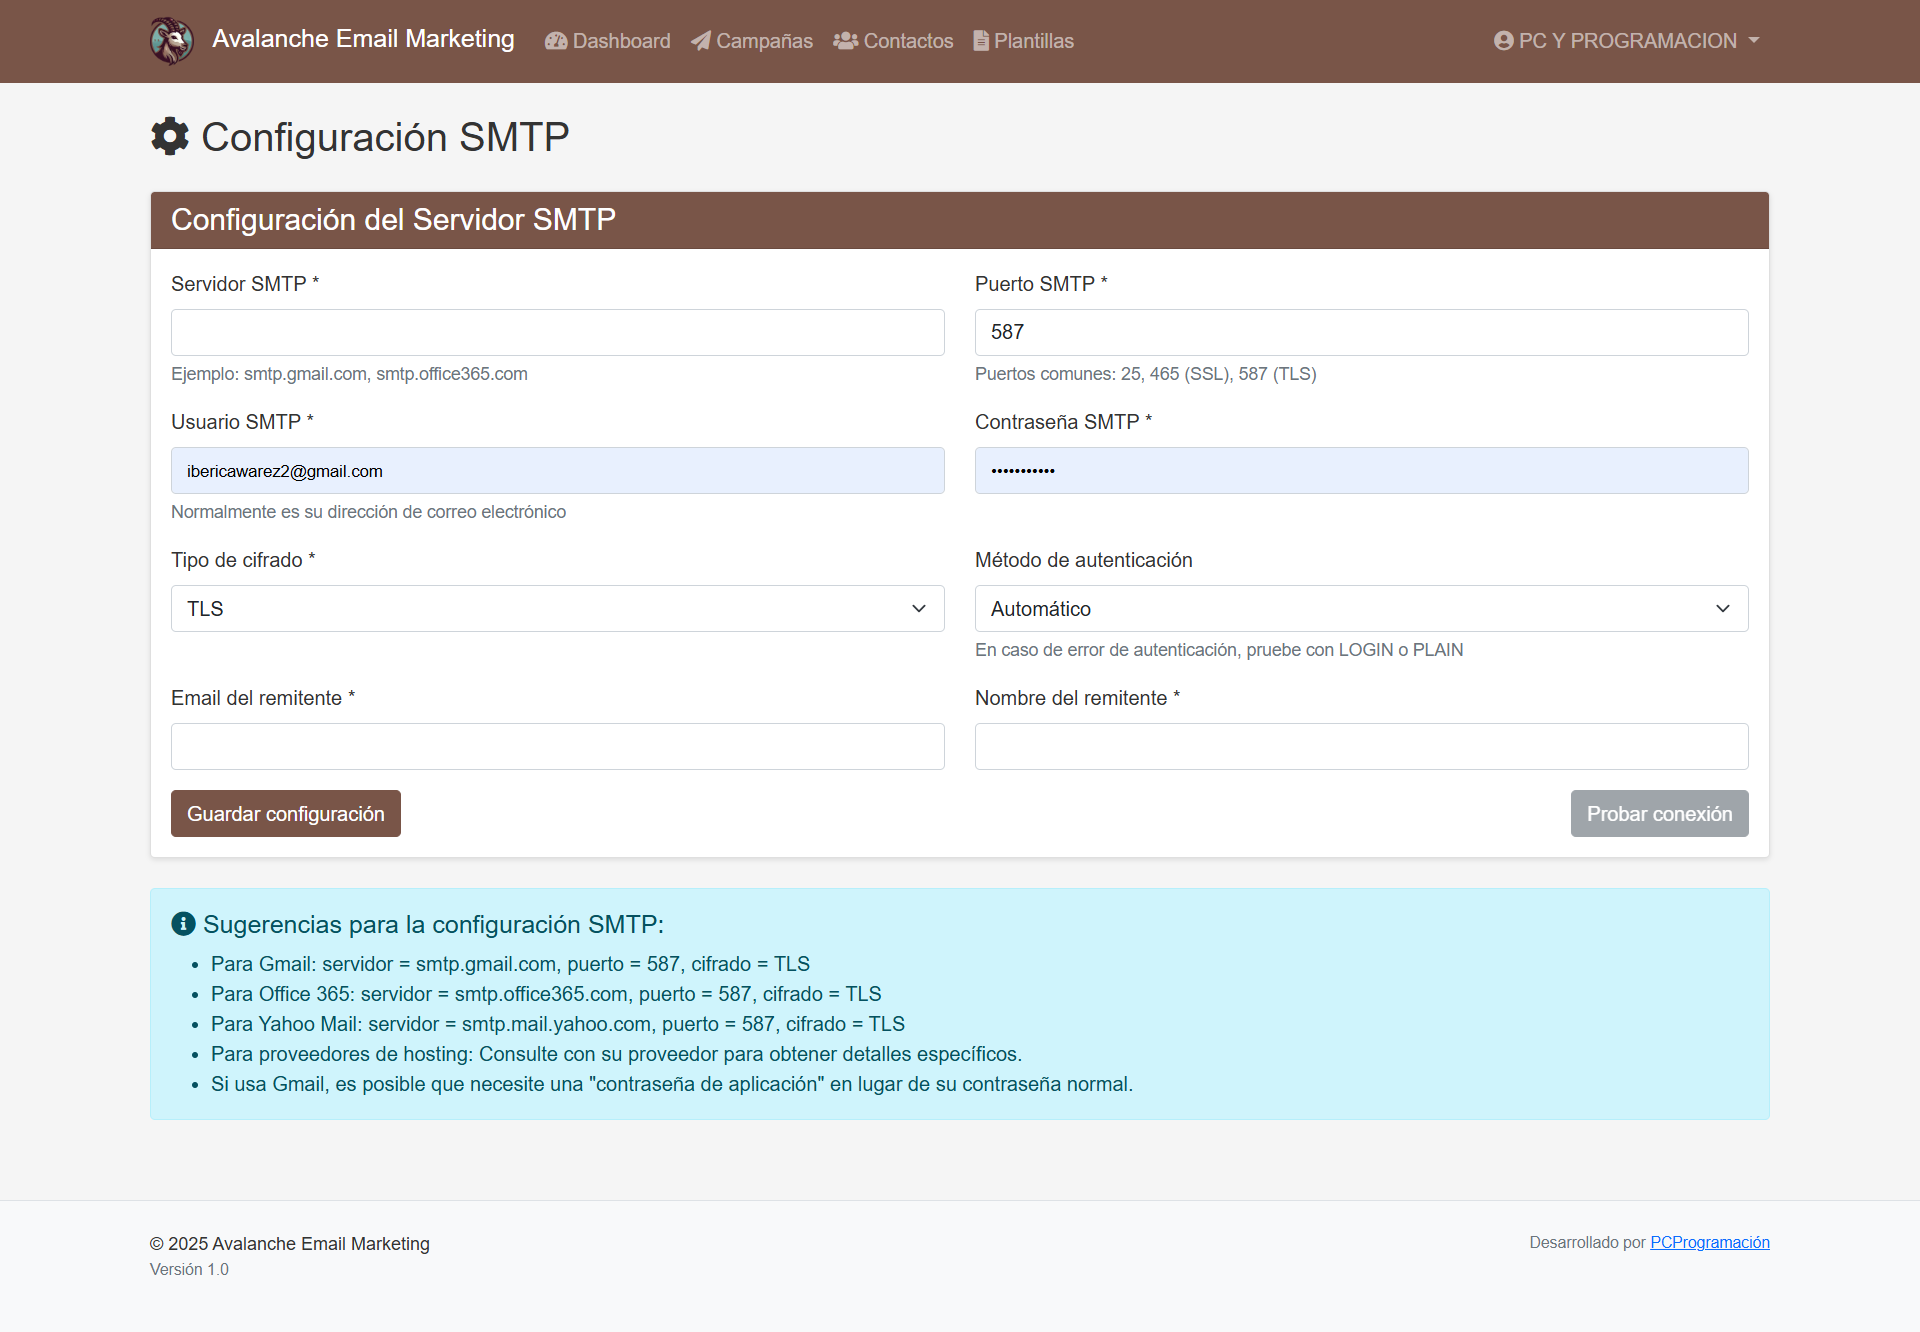 Avalanche Email Marketing Dashboard Campañas Contactos Plantillas PC Y PROGRAMACION
Configuración SMTP
Configuración del Servidor SMTP
Servidor SMTP * Puerto SMTP *
587
Ejemplo: smtp.gmail.com, smtp.office365.com Puertos comunes: 25, 465 (SSL), 587 (TLS)
Usuario SMTP * Contraseña SMTP *
ibericawarez2@gmail.com •••••••••••
Normalmente es su dirección de correo electrónico
Tipo de cifrado * Método de autenticación
TLS Automático
En caso de error de autenticación, pruebe con LOGIN o PLAIN
Email del remitente * Nombre del remitente *
Guardar configuración Probar conexión
Sugerencias para la configuración SMTP:
• Para Gmail: servidor = smtp.gmail.com, puerto = 587, cifrado = TLS
• Para Office 365: servidor = smtp.office365.com, puerto = 587, cifrado = TLS
• Para Yahoo Mail: servidor = smtp.mail.yahoo.com, puerto = 587, cifrado = TLS
• Para proveedores de hosting: Consulte con su proveedor para obtener detalles específicos.
• Si usa Gmail, es posible que necesite una "contraseña de aplicación" en lugar de su contraseña normal.
© 2025 Avalanche Email Marketing Desarrollado por PCProgramación
Versión 1.0